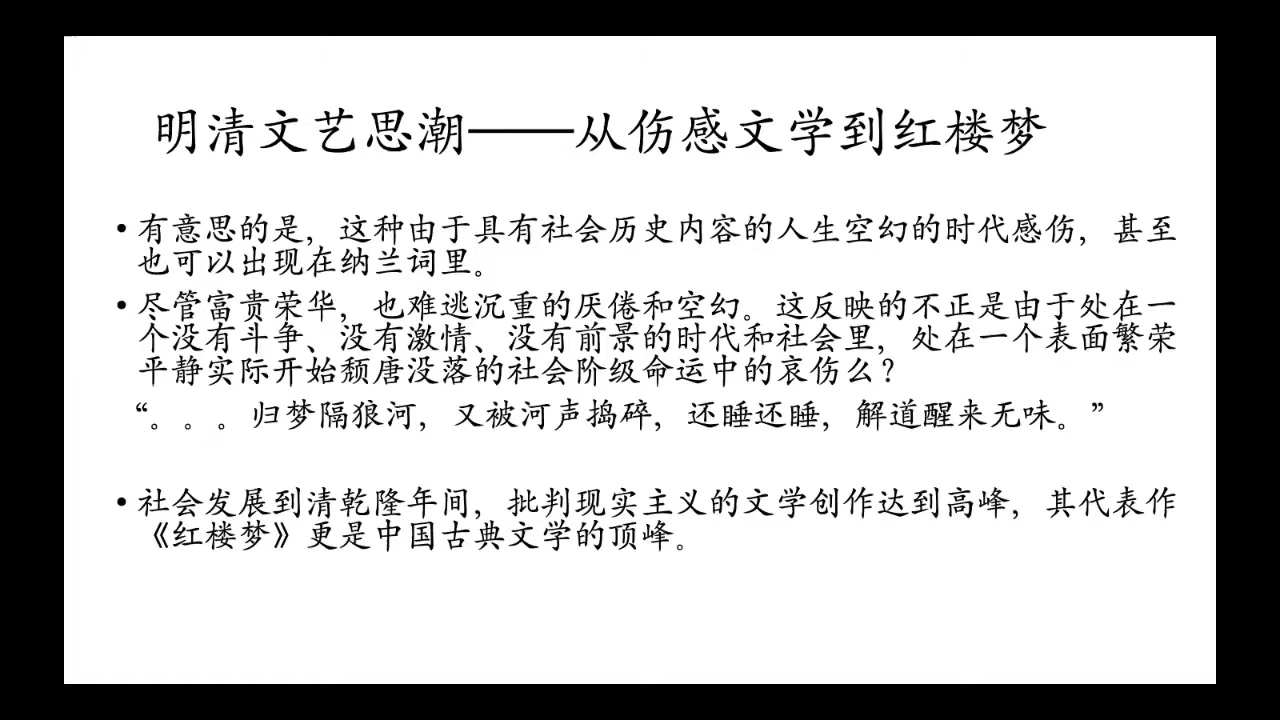 明清文艺思潮——从伤感文学到红楼梦
• 有意思的是，这种由于具有社会历史内容的人生空幻的时代感伤，甚至
也可以出现在纳兰词里。
• 尽管富贵荣华，也难逃沉重的厌倦和空幻。这反映的不正是由于处在一
个没有斗争、没有激情、没有前景的时代和社会里，处在一个表面繁荣
平静实际开始颓唐没落的社会阶级命运中的哀伤么？
“。。。归梦隔狼河，又被河声捣碎，还睡还睡，解道醒来无味。”
• 社会发展到清乾隆年间，批判现实主义的文学创作达到高峰，其代表作
《红楼梦》更是中国古典文学的顶峰。